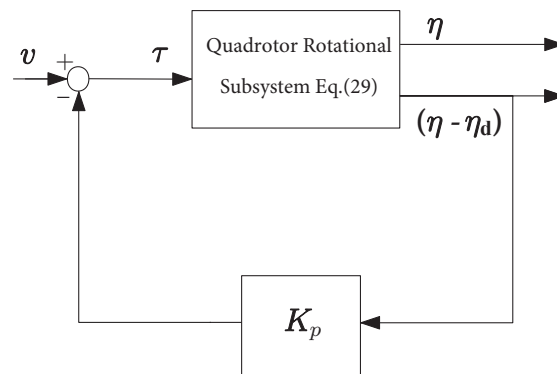 η
Quadrotor Rotational
v + τ
Subsystem Eq.(29)
−
(η - ηd)
Kp